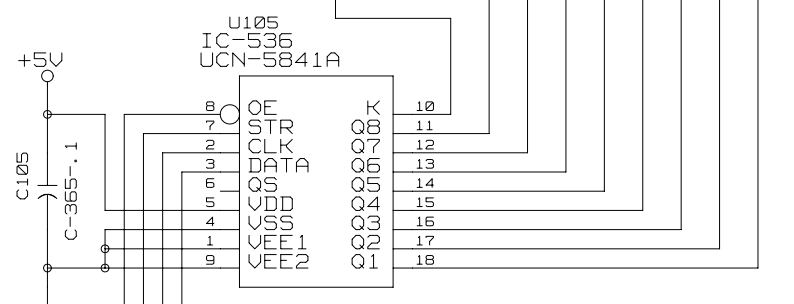 U105
IC-536
UCN-5841A
+5V
8 OE K 10
7 STR Q8 11
2 CLK Q7 12
3 DATA Q6 13
6 QS Q5 14
5 VDD Q4 15
4 VSS Q3 16
1 VEE1 Q2 17
9 VEE2 Q1 18
C105
C-365-.1